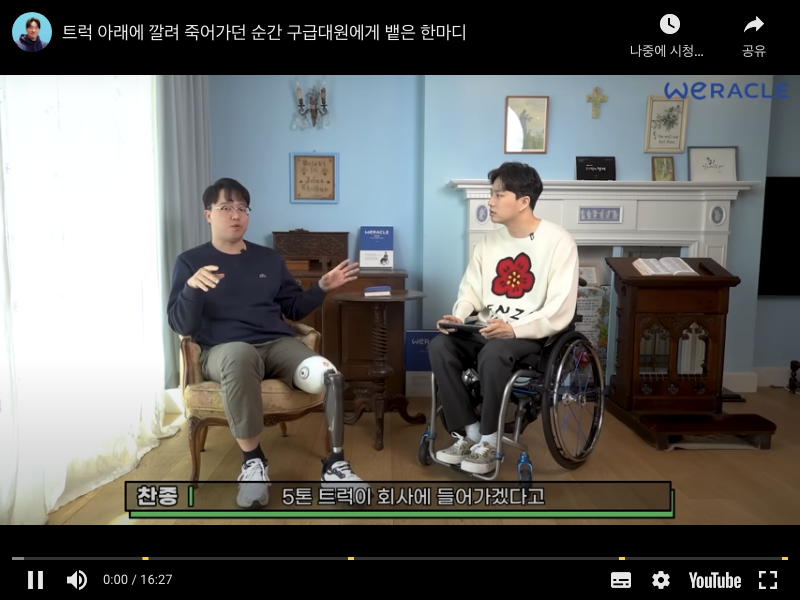 트럭 아래에 깔려 죽어가던 순간 구급대원에게 뱉은 한마디
나중에 시청...
공유
WERACLE
WERACLE
찬종
5톤 트럭이 회사에 들어가겠다고
0:00 / 16:27
YouTube